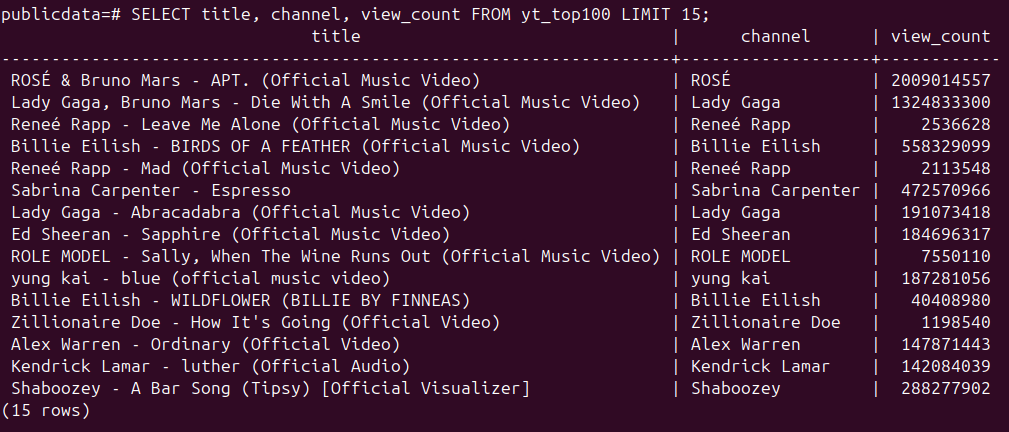 publicdata=# SELECT title, channel, view_count FROM yt_top100 LIMIT 15;
                              title                               |      channel      | view_count
------------------------------------------------------------------+-------------------+------------
 ROSÉ & Bruno Mars - APT. (Official Music Video)                   | ROSÉ              | 2009014557
 Lady Gaga, Bruno Mars - Die With A Smile (Official Music Video)   | Lady Gaga         | 1324833300
 Reneé Rapp - Leave Me Alone (Official Music Video)                | Reneé Rapp        |    2536628
 Billie Eilish - BIRDS OF A FEATHER (Official Music Video)         | Billie Eilish     |  558329099
 Reneé Rapp - Mad (Official Music Video)                           | Reneé Rapp        |    2113548
 Sabrina Carpenter - Espresso                                      | Sabrina Carpenter |  472570966
 Lady Gaga - Abracadabra (Official Music Video)                    | Lady Gaga         |  191073418
 Ed Sheeran - Sapphire (Official Music Video)                      | Ed Sheeran        |  184696317
 ROLE MODEL - Sally, When The Wine Runs Out (Official Music Video) | ROLE MODEL        |    7550110
 yung kai - blue (official music video)                            | yung kai          |  187281056
 Billie Eilish - WILDFLOWER (BILLIE BY FINNEAS)                    | Billie Eilish     |   40408980
 Zillionaire Doe - How It's Going (Official Video)                 | Zillionaire Doe   |    1198540
 Alex Warren - Ordinary (Official Video)                           | Alex Warren       |  147871443
 Kendrick Lamar - luther (Official Audio)                          | Kendrick Lamar    |  142084039
 Shaboozey - A Bar Song (Tipsy) [Official Visualizer]              | Shaboozey         |  288277902
(15 rows)